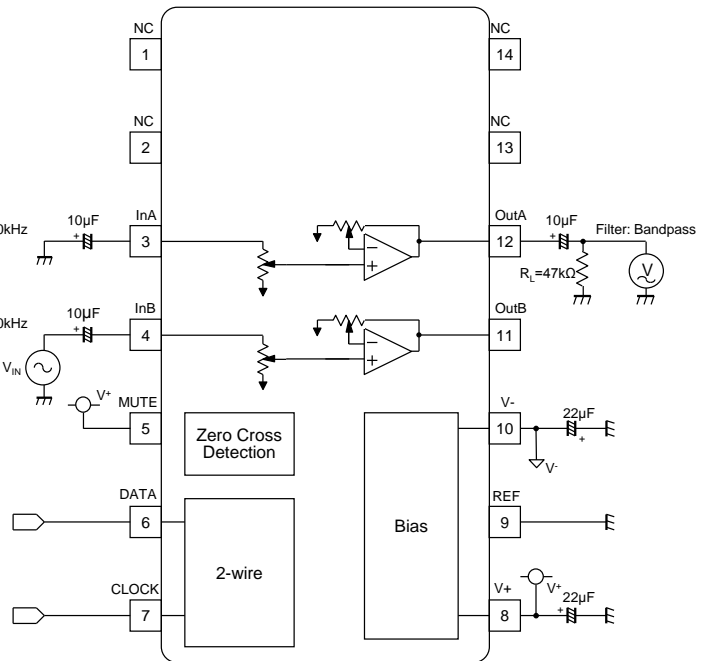 NC
1
NC
14
NC
2
NC
13
0kHz
10µF
+
InA
3
−
+
OutA
12
10µF
+
Filter: Bandpass
RL=47kΩ
V
0kHz
10µF
+
InB
4
VIN
−
+
OutB
11
V+
MUTE
5
Zero Cross
Detection
V-
10
22µF
+
V-
DATA
6
2-wire
Bias
REF
9
CLOCK
7
V+
8
V+
22µF
+